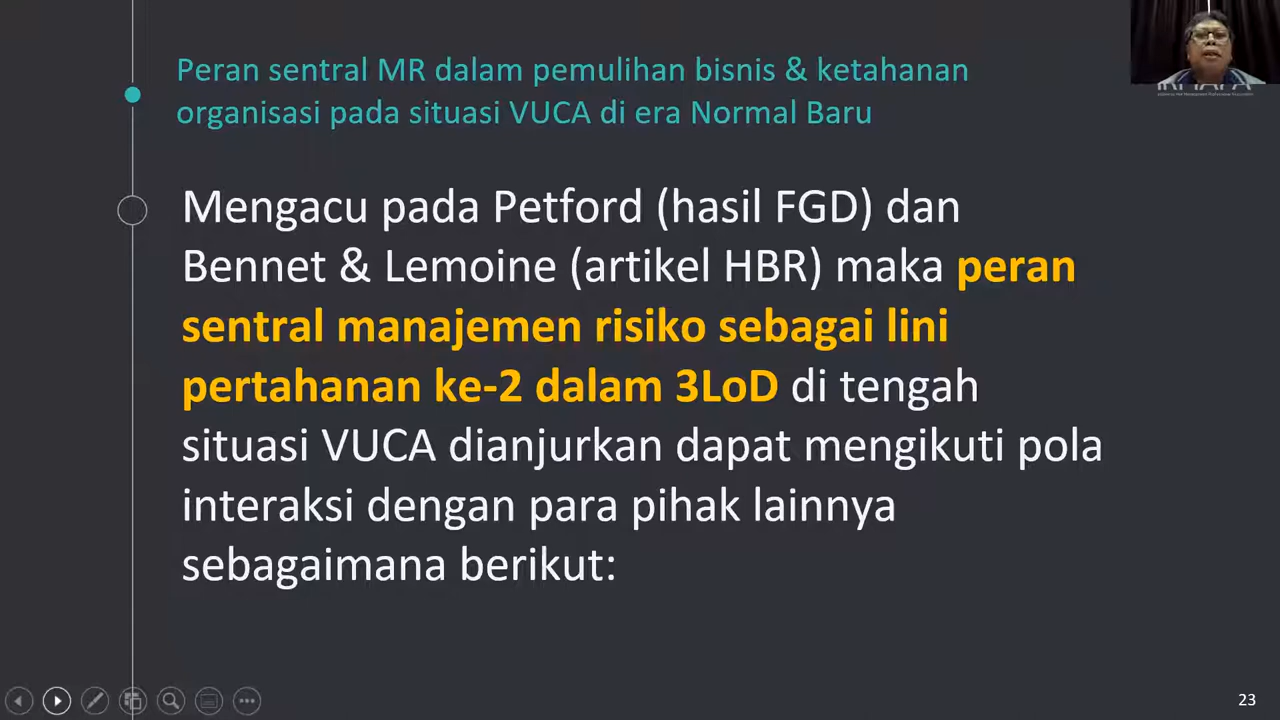 Peran sentral MR dalam pemulihan bisnis & ketahanan
organisasi pada situasi VUCA di era Normal Baru
Mengacu pada Petford (hasil FGD) dan
Bennet & Lemoine (artikel HBR) maka peran
sentral manajemen risiko sebagai lini
pertahanan ke-2 dalam 3LoD di tengah
situasi VUCA dianjurkan dapat mengikuti pola
interaksi dengan para pihak lainnya
sebagaimana berikut:
23